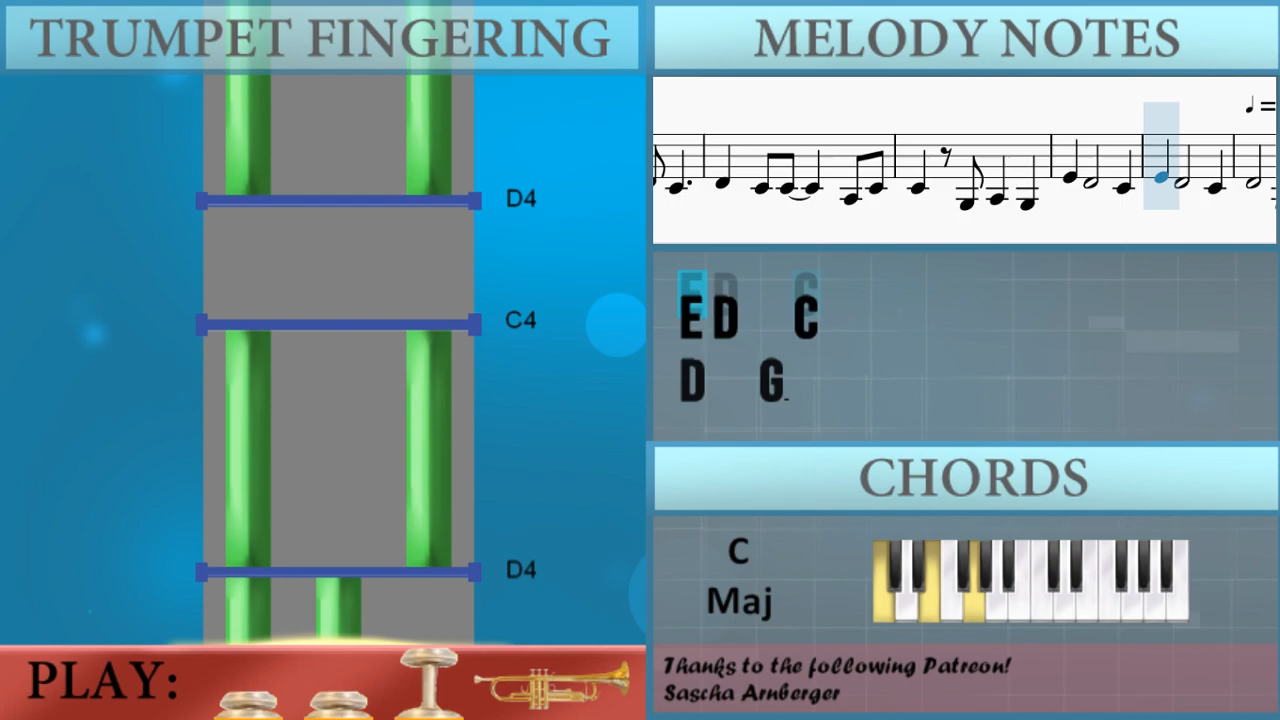 TRUMPET FINGERING
D4
C4
D4
PLAY:
MELODY NOTES
E D C
E D C
D G
CHORDS
C
Maj
Thanks to the following Patreon!
Sascha Arnberger